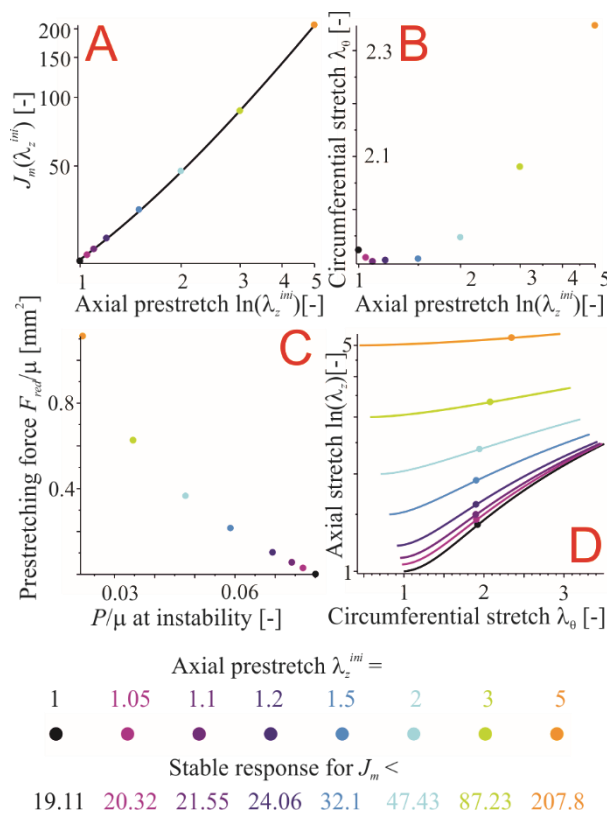 A
J_m(λ_z^ini) [-]
200
150
100
50
1
2
3
5
Axial prestretch ln(λ_z^ini)[-]
B
Circumferential stretch λ_θ [-]
2.3
2.1
1
2
3
5
Axial prestretch ln(λ_z^ini)[-]
C
Prestretching force F_red/μ [mm²]
0.8
0.4
0.03
0.06
P/μ at instability [-]
D
Axial stretch ln(λ_z)[-]
5
1
1
2
3
Circumferential stretch λ_θ [-]
Axial prestretch λ_z^ini =
1 1.05 1.1 1.2 1.5 2 3 5
Stable response for J_m <
19.11 20.32 21.55 24.06 32.1 47.43 87.23 207.8